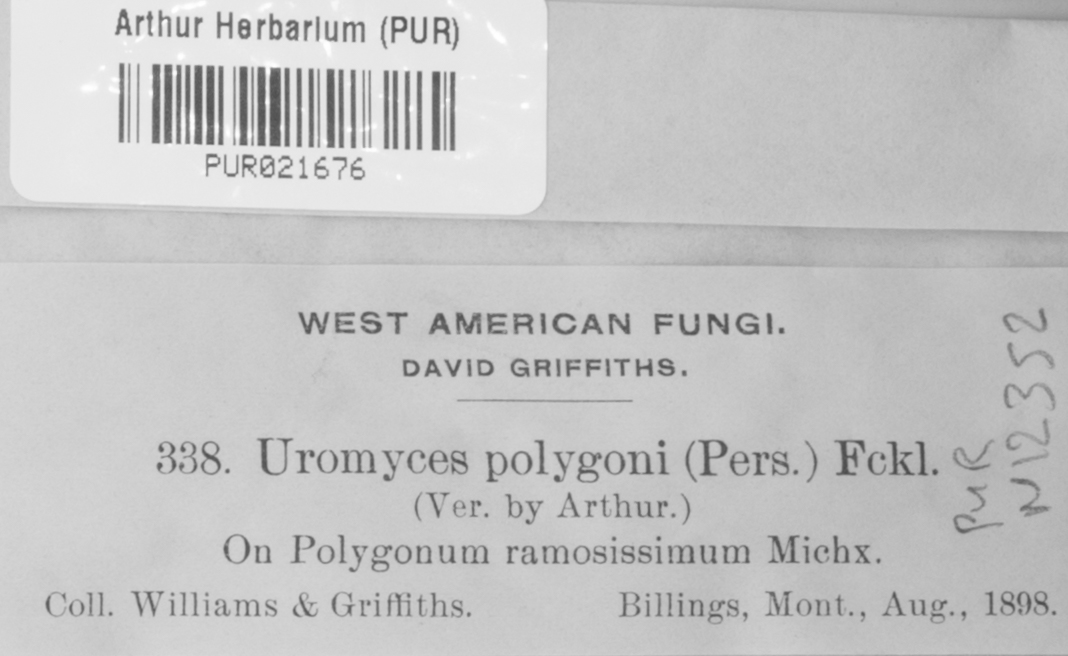 Arthur Herbarium (PUR)
PUR021676
WEST AMERICAN FUNGI.
DAVID GRIFFITHS.
338. Uromyces polygoni (Pers.) Fckl.
(Ver. by Arthur.)
On Polygonum ramosissimum Michx.
Coll. Williams & Griffiths. Billings, Mont., Aug., 1898.
PUR
N12352